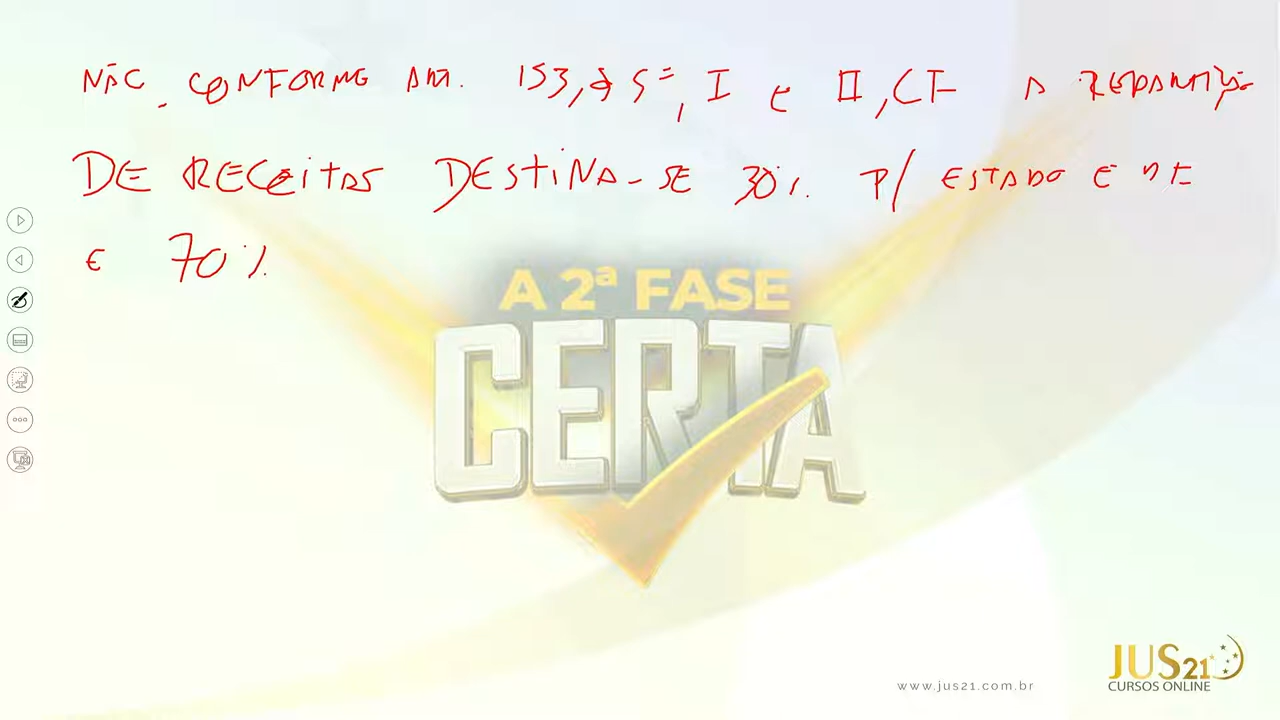 NÃO. CONFORME ART. 153, § 5º, I e II, CF A REPARTIÇÃO
DE RECEITAS DESTINA-SE 30% P/ ESTADO E DF
E 70%
A 2ª FASE
CERTA
JUS21
CURSOS ONLINE
www.jus21.com.br